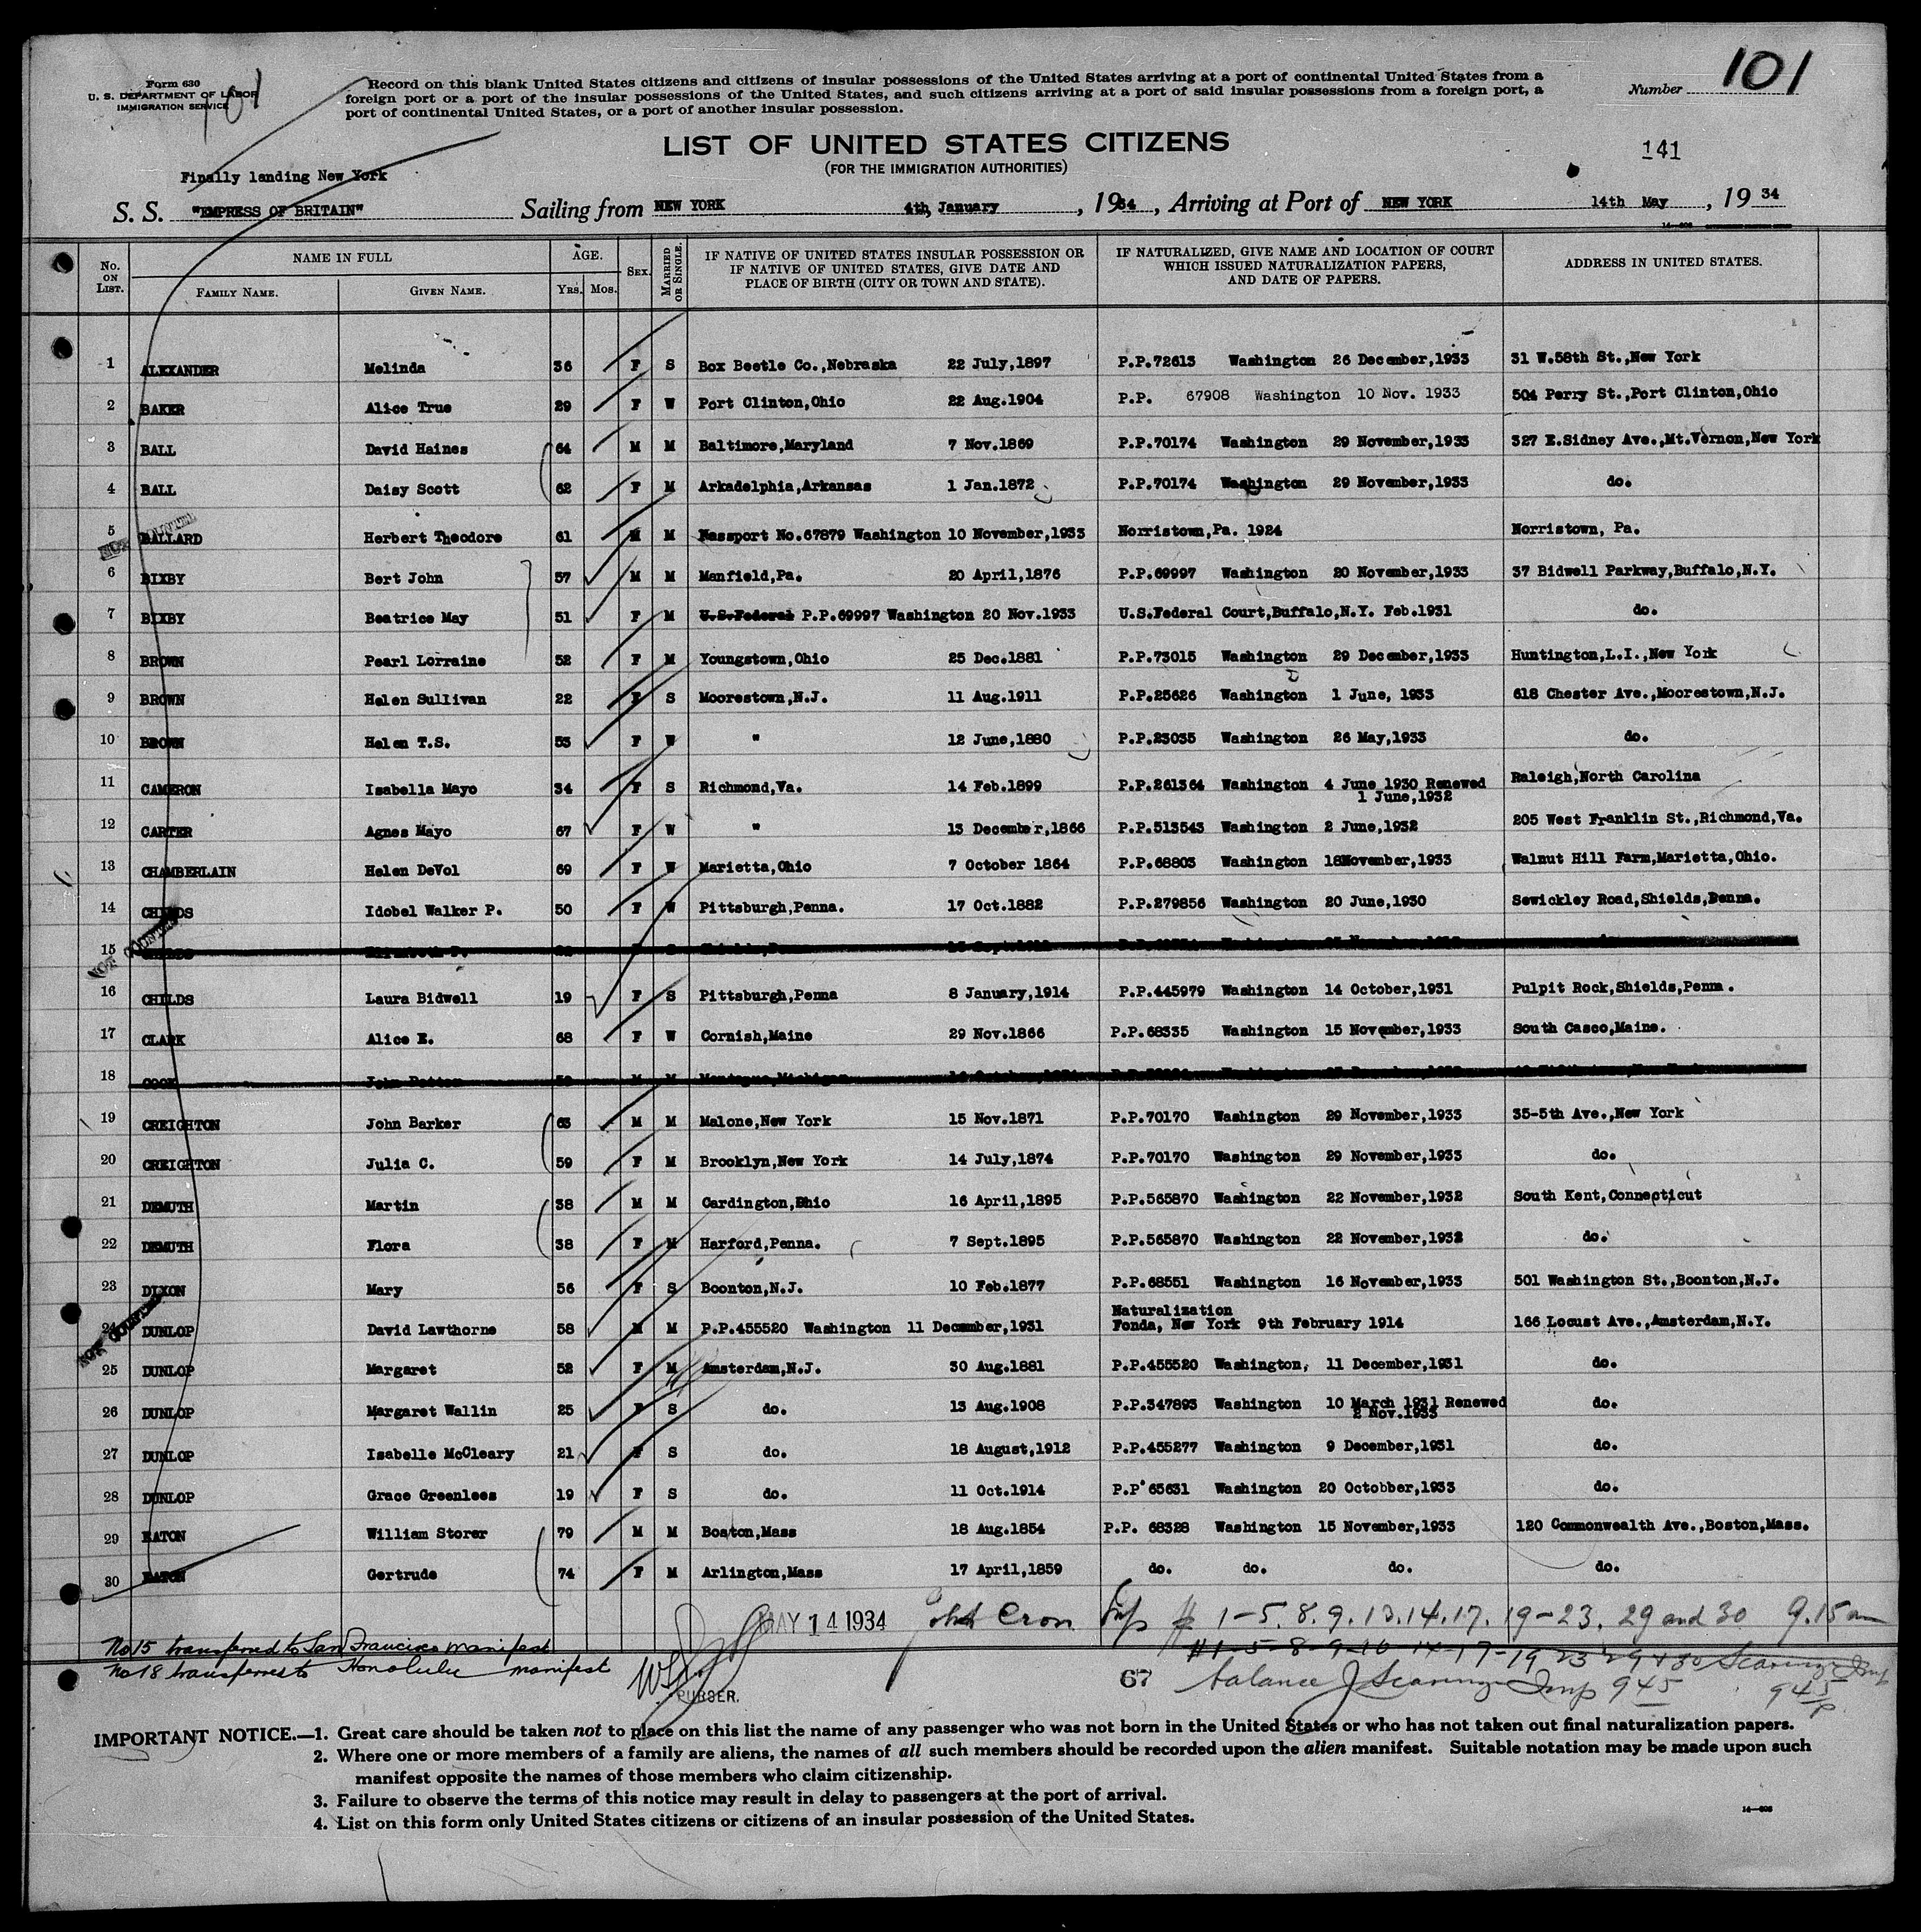 Form 630
U. S. DEPARTMENT OF LABOR
IMMIGRATION SERVICE
101
Record on this blank United States citizens and citizens of insular possessions of the United States arriving at a port of continental United States from a
foreign port or a port of the insular possessions of the United States, and such citizens arriving at a port of said insular possessions from a foreign port, a
port of continental United States, or a port of another insular possession.
Number 101
LIST OF UNITED STATES CITIZENS
(FOR THE IMMIGRATION AUTHORITIES)
141
Finally landing New York
S. S. "EMPRESS OF BRITAIN" Sailing from NEW YORK 4th January, 1934, Arriving at Port of NEW YORK 14th May, 1934
No. ON LIST. NAME IN FULL FAMILY NAME. GIVEN NAME. AGE. YRS. MOS. SEX. MARRIED OR SINGLE. IF NATIVE OF UNITED STATES INSULAR POSSESSION OR IF NATIVE OF UNITED STATES, GIVE DATE AND PLACE OF BIRTH (CITY OR TOWN AND STATE). IF NATURALIZED, GIVE NAME AND LOCATION OF COURT WHICH ISSUED NATURALIZATION PAPERS, AND DATE OF PAPERS. ADDRESS IN UNITED STATES.
1 ALEXANDER Melinda 36 F S Box Beetle Co.,Nebraska 22 July,1897 P.P.72613 Washington 26 December,1933 31 W.58th St.,New York
2 BAKER Alice True 29 F W Port Clinton,Ohio 22 Aug.1904 P.P. 67908 Washington 10 Nov. 1933 504 Perry St.,Port Clinton,Ohio
3 BALL David Haines 64 M M Baltimore,Maryland 7 Nov.1869 P.P.70174 Washington 29 November,1933 327 E.Sidney Ave.,Mt.Vernon,New York
4 BALL Daisy Scott 62 F M Arkadelphia,Arkansas 1 Jan.1872 P.P.70174 Washington 29 November,1933 do.
NOT COUNTED
5 BALLARD Herbert Theodore 61 M M Passport No.67879 Washington 10 November,1933 Norristown,Pa. 1924 Norristown, Pa.
6 BIXBY Bert John 57 M M Manfield,Pa. 20 April,1876 P.P.69997 Washington 20 November,1933 37 Bidwell Parkway,Buffalo,N.Y.
7 BIXBY Beatrice May 51 F M U.S.Federal P.P.69997 Washington 20 Nov.1933 U.S.Federal Court,Buffalo,N.Y. Feb.1931 do.
8 BROWN Pearl Lorraine 52 F M Youngstown,Ohio 25 Dec.1881 P.P.73015 Washington 29 December,1933 Huntington,L.I.,New York
9 BROWN Helen Sullivan 22 F S Moorestown,N.J. 11 Aug.1911 P.P.25626 Washington 1 June, 1933 618 Chester Ave.,Moorestown,N.J.
10 BROWN Helen T.S. 53 F W " 12 June,1880 P.P.23035 Washington 26 May,1933 do.
11 CAMERON Isabella Mayo 34 F S Richmond,Va. 14 Feb.1899 P.P.261364 Washington 4 June 1930 Renewed 1 June,1932 Raleigh,North Carolina
12 CARTER Agnes Mayo 67 F W " 13 December,1866 P.P.513543 Washington 2 June,1932 205 West Franklin St.,Richmond,Va.
13 CHAMBERLAIN Helen DeVol 69 F W Marietta,Ohio 7 October 1864 P.P.68803 Washington 18November,1933 Walnut Hill Farm,Marietta,Ohio.
14 CHILDS Idobel Walker P. 50 F W Pittsburgh,Penna. 17 Oct.1882 P.P.279856 Washington 20 June,1930 Sewickley Road,Shields,Penna.
NOT COUNTED
15
16 CHILDS Laura Bidwell 19 F S Pittsburgh,Penna 8 January,1914 P.P.445979 Washington 14 October,1931 Pulpit Rock,Shields,Penna.
17 CLARK Alice E. 68 F W Cornish,Maine 29 Nov.1866 P.P.68335 Washington 15 November,1933 South Casco,Maine.
18 COOK John
19 CREIGHTON John Barker 63 M M Malone,New York 15 Nov.1871 P.P.70170 Washington 29 November,1933 35-5th Ave.,New York
20 CREIGHTON Julia C. 59 F M Brooklyn,New York 14 July,1874 P.P.70170 Washington 29 November,1933 do.
21 DEMUTH Martin 38 M M Cardington,Ohio 16 April,1895 P.P.565870 Washington 22 November,1932 South Kent,Connecticut
22 DEMUTH Flora 38 F M Harford,Penna. 7 Sept.1895 P.P.565870 Washington 22 November,1932 do.
23 DIXON Mary 56 F S Boonton,N.J. 10 Feb.1877 P.P.68551 Washington 16 November,1933 501 Washington St.,Boonton,N.J.
NOT COUNTED
24 DUNLOP David Lawthorne 58 M M P.P.455520 Washington 11 December,1931 Naturalization Fonda, New York 9th February 1914 166 Locust Ave.,Amsterdam,N.Y.
25 DUNLOP Margaret 52 F M Amsterdam,N.J. 30 Aug.1881 P.P.455520 Washington, 11 December,1931 do.
26 DUNLOP Margaret Wallin 25 F S do. 13 Aug.1908 P.P.347893 Washington 10 March 1931 Renewed 2 Nov.1933 do.
27 DUNLOP Isabelle McCleary 21 F S do. 18 August,1912 P.P.455277 Washington 9 December,1931 do.
28 DUNLOP Grace Greenlees 19 F S do. 11 Oct.1914 P.P 65631 Washington 20 Octobber,1933 do.
29 EATON William Storer 79 M M Boston,Mass 18 Aug.1854 P.P. 68328 Washington 15 November,1933 120 Commonwealth Ave.,Boston,Mass.
30 EATON Gertrude 74 F M Arlington,Mass 17 April,1859 do. do. do. do.
MAY 14 1934 Insp # 1-5. 8. 9. 13. 14. 17. 19-23. 29 and 30 9.15 am
No 15 transferred to San Francisco manifest
#1-5-8-9-10-14-17-19-23 29+30 Insp
No 18 transferres to Honolulu manifest
PURSER.
67
balance J Insp 945
945 p
IMPORTANT NOTICE.—1. Great care should be taken not to place on this list the name of any passenger who was not born in the United States or who has not taken out final naturalization papers.
2. Where one or more members of a family are aliens, the names of all such members should be recorded upon the alien manifest. Suitable notation may be made upon such
manifest opposite the names of those members who claim citizenship.
3. Failure to observe the terms of this notice may result in delay to passengers at the port of arrival.
4. List on this form only United States citizens or citizens of an insular possession of the United States.